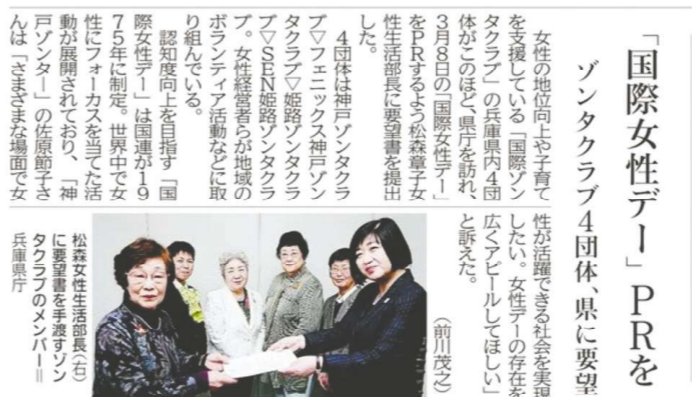 「国際女性デー」PRを
ゾンタクラブ4団体、県に要望
女性の地位向上や子育て
を支援している「国際ゾン
タクラブ」の兵庫県内4団
体がこのほど、県庁を訪れ、
3月8日の「国際女性デー」
をPRするよう松森章子女
性生活部長に要望書を提出
した。
4団体は神戸ゾンタクラ
ブ▽フェニックス神戸ゾン
タクラブ▽姫路ゾンタクラ
ブ▽SEN姫路ゾンタクラ
ブ。女性経営者らが地域の
ボランティア活動などに取
り組んでいる。
認知度向上を目指す「国
際女性デー」は国連が19
75年に制定。世界中で女
性にフォーカスを当てた活
動が展開されており、「神
戸ゾンター」の佐原節子さ
んは「さまざまな場面で女
性が活躍できる社会を実現
したい。女性デーの存在を
広くアピールしてほしい」
と訴えた。
（前川茂之）
松森女性生活部長（右）
に要望書を手渡すゾン
タクラブのメンバー＝
兵庫県庁